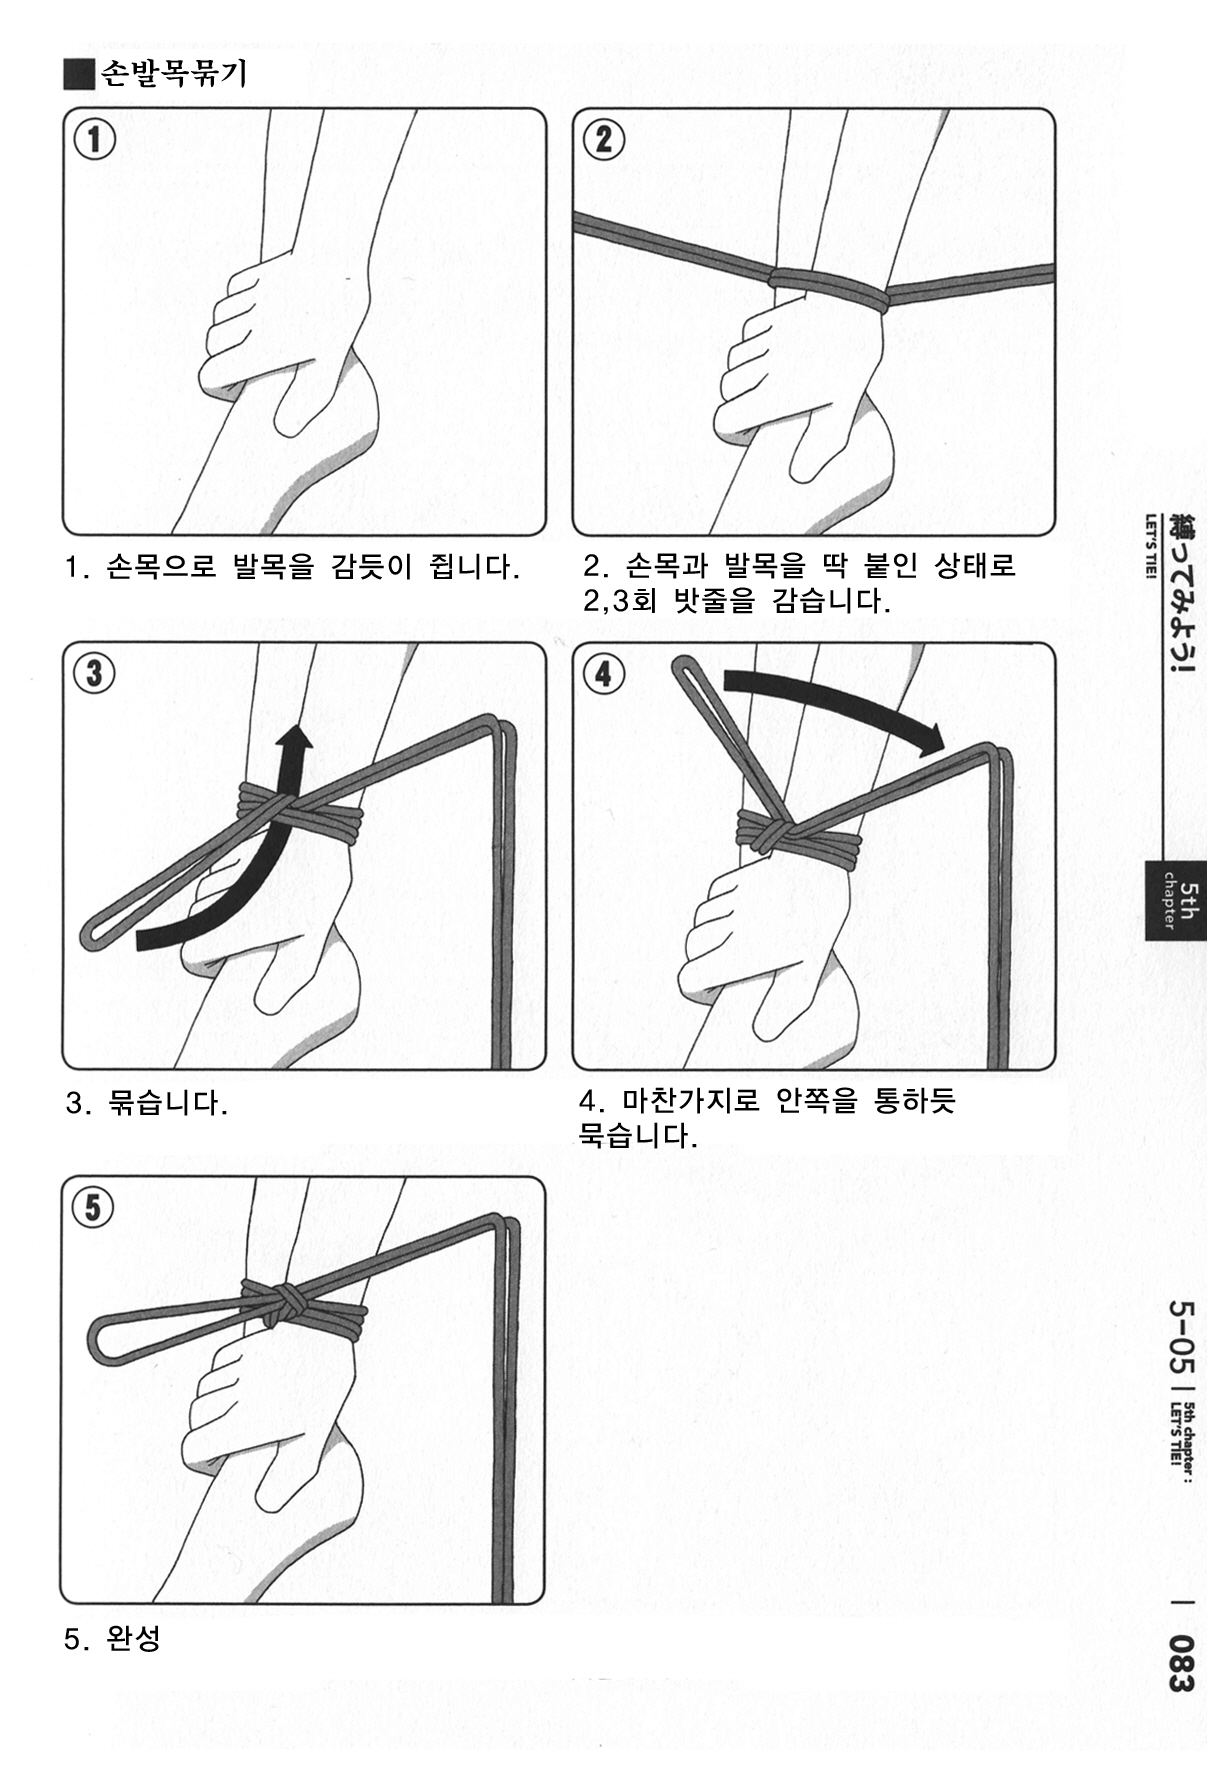 손발목묶기
1
2
1. 손목으로 발목을 감듯이 쥡니다.
2. 손목과 발목을 딱 붙인 상태로
2,3회 밧줄을 감습니다.
3
4
3. 묶습니다.
4. 마찬가지로 안쪽을 통하듯
묵습니다.
5
5. 완성
縛ってみよう!
LET'S TIE!
5th
chapter
5-05
5th chapter :
LET'S TIE!
083